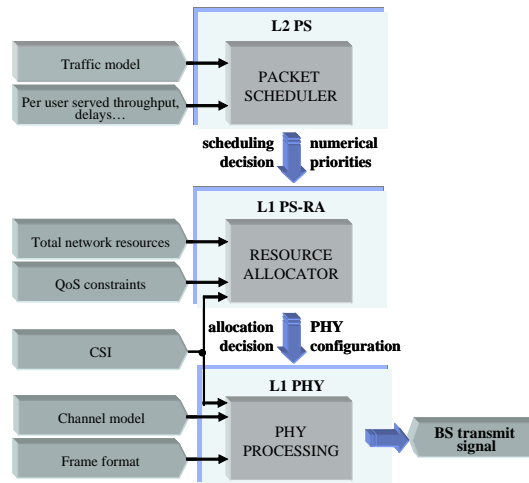 L2 PS
Traffic model
PACKET
SCHEDULER
Per user served throughput,
delays…
scheduling
decision
numerical
priorities
L1 PS-RA
Total network resources
RESOURCE
ALLOCATOR
QoS constraints
allocation
decision
PHY
configuration
CSI
L1 PHY
Channel model
PHY
PROCESSING
Frame format
BS transmit
signal